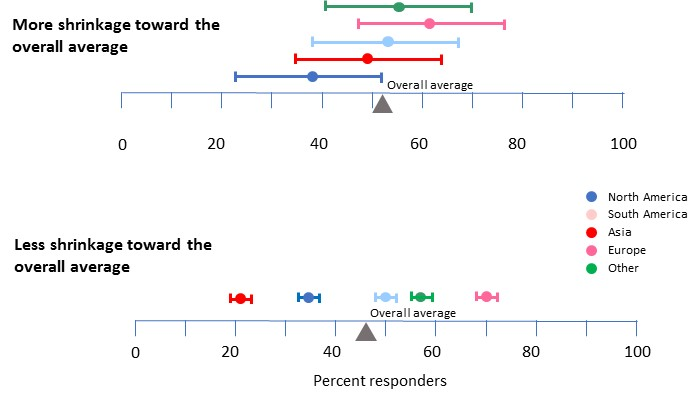 More shrinkage toward the
overall average
Overall average
0 20 40 60 80 100
North America
South America
Asia
Europe
Other
Less shrinkage toward the
overall average
Overall average
0 20 40 60 80 100
Percent responders